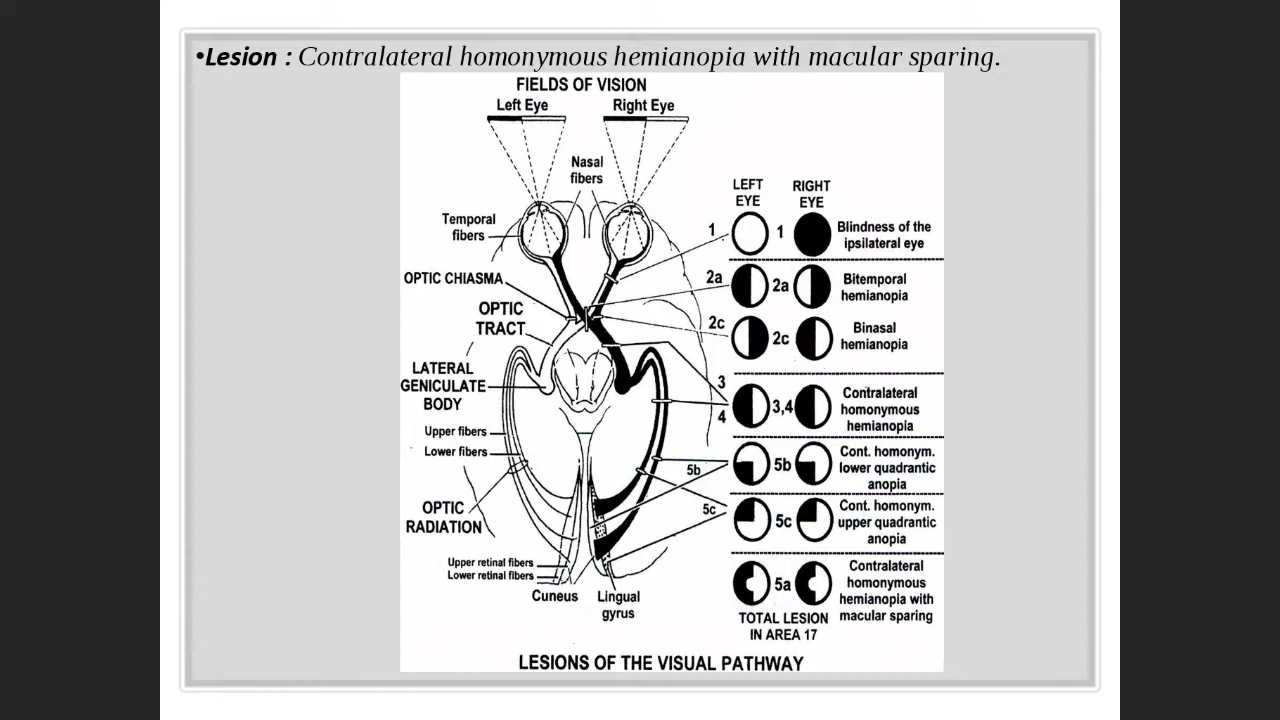 •Lesion : Contralateral homonymous hemianopia with macular sparing.
FIELDS OF VISION
Left Eye
Right Eye
Nasal
fibers
Temporal
fibers
OPTIC CHIASMA
OPTIC
TRACT
LATERAL
GENICULATE
BODY
Upper fibers
Lower fibers
OPTIC
RADIATION
Upper retinal fibers
Lower retinal fibers
Cuneus
Lingual
gyrus
LEFT
EYE
RIGHT
EYE
1
1
Blindness of the
ipsilateral eye
2a
2a
Bitemporal
hemianopia
2c
2c
Binasal
hemianopia
3
4
3,4
Contralateral
homonymous
hemianopia
5b
5b
Cont. homonym.
lower quadrantic
anopia
5c
5c
Cont. homonym.
upper quadrantic
anopia
5a
Contralateral
homonymous
hemianopia with
macular sparing
TOTAL LESION
IN AREA 17
LESIONS OF THE VISUAL PATHWAY